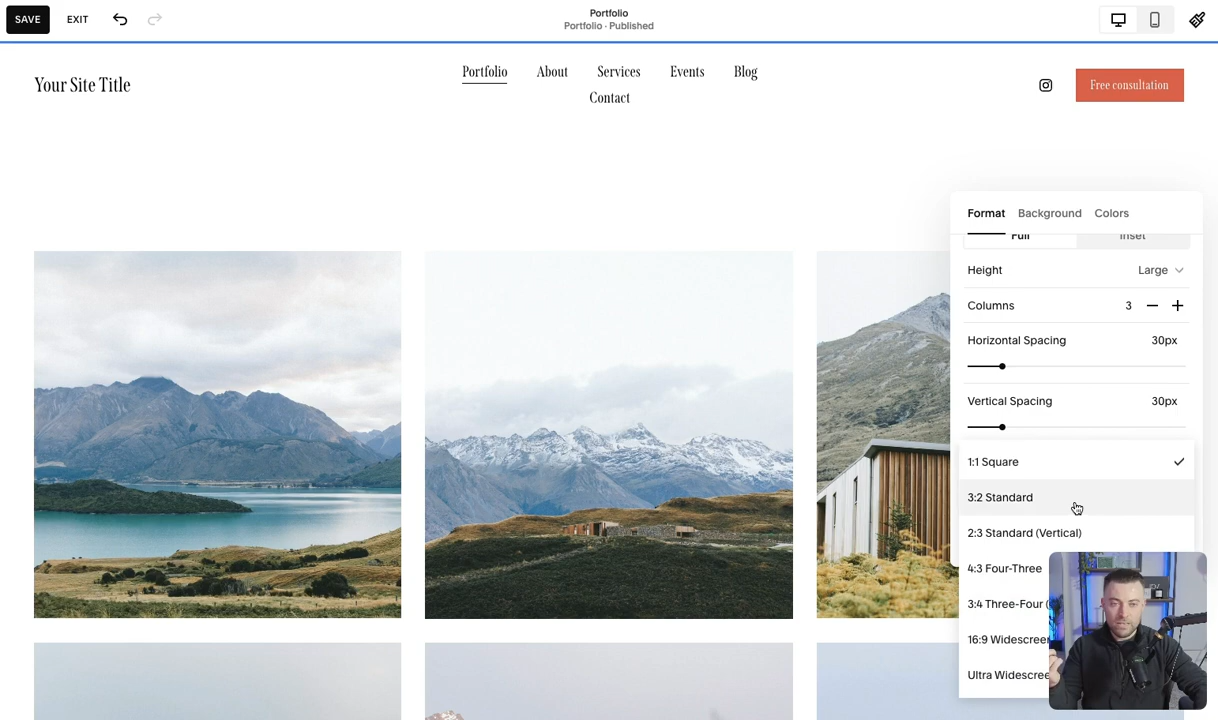 SAVE
EXIT
Portfolio
Portfolio · Published
Your Site Title
Portfolio
About
Services
Events
Blog
Contact
Free consultation
Format
Background
Colors
Full
Inset
Height
Large
Columns
3
Horizontal Spacing
30px
Vertical Spacing
30px
1:1 Square
3:2 Standard
2:3 Standard (Vertical)
4:3 Four-Three
3:4 Three-Four (
16:9 Widescreen
Ultra Widescree